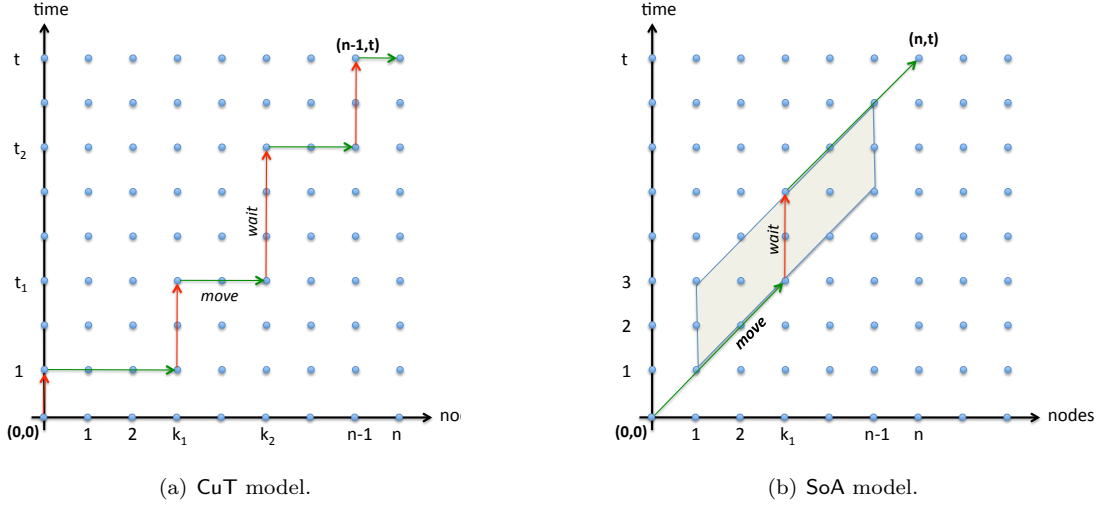 time
(n-1,t)
t
t2
wait
t1
move
1
nod
(0,0)
1 2 k1 k2 n-1 n
(a) CuT model.
time
(n,t)
t
wait
3
2
move
1
nodes
(0,0)
1 2 k1 n-1 n
(b) SoA model.